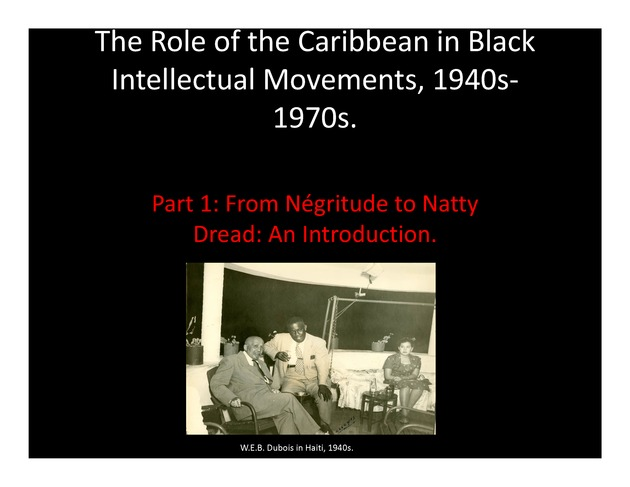 The Role of the Caribbean in Black
Intellectual Movements, 1940s-
1970s.
Part 1: From Négritude to Natty
Dread: An Introduction.
W.E.B. Dubois in Haiti, 1940s.